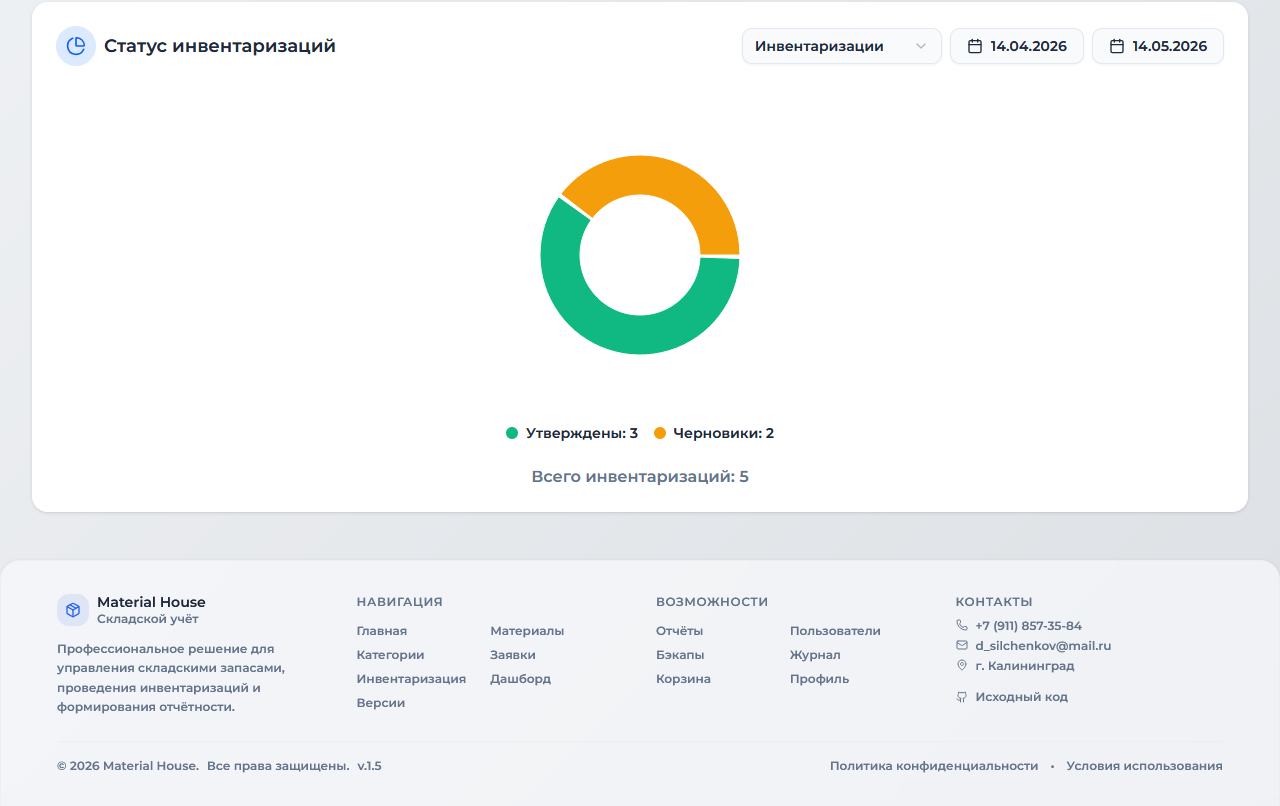 Статус инвентаризаций
Инвентаризации
14.04.2026
14.05.2026
Утверждены: 3
Черновики: 2
Всего инвентаризаций: 5
Material House
Складской учёт
Профессиональное решение для
управления складскими запасами,
проведения инвентаризаций и
формирования отчётности.
НАВИГАЦИЯ
Главная
Материалы
Категории
Заявки
Инвентаризация
Дашборд
Версии
ВОЗМОЖНОСТИ
Отчёты
Пользователи
Бэкапы
Журнал
Корзина
Профиль
КОНТАКТЫ
+7 (911) 857-35-84
d_silchenkov@mail.ru
г. Калининград
Исходный код
© 2026 Material House. Все права защищены. v.1.5
Политика конфиденциальности • Условия использования